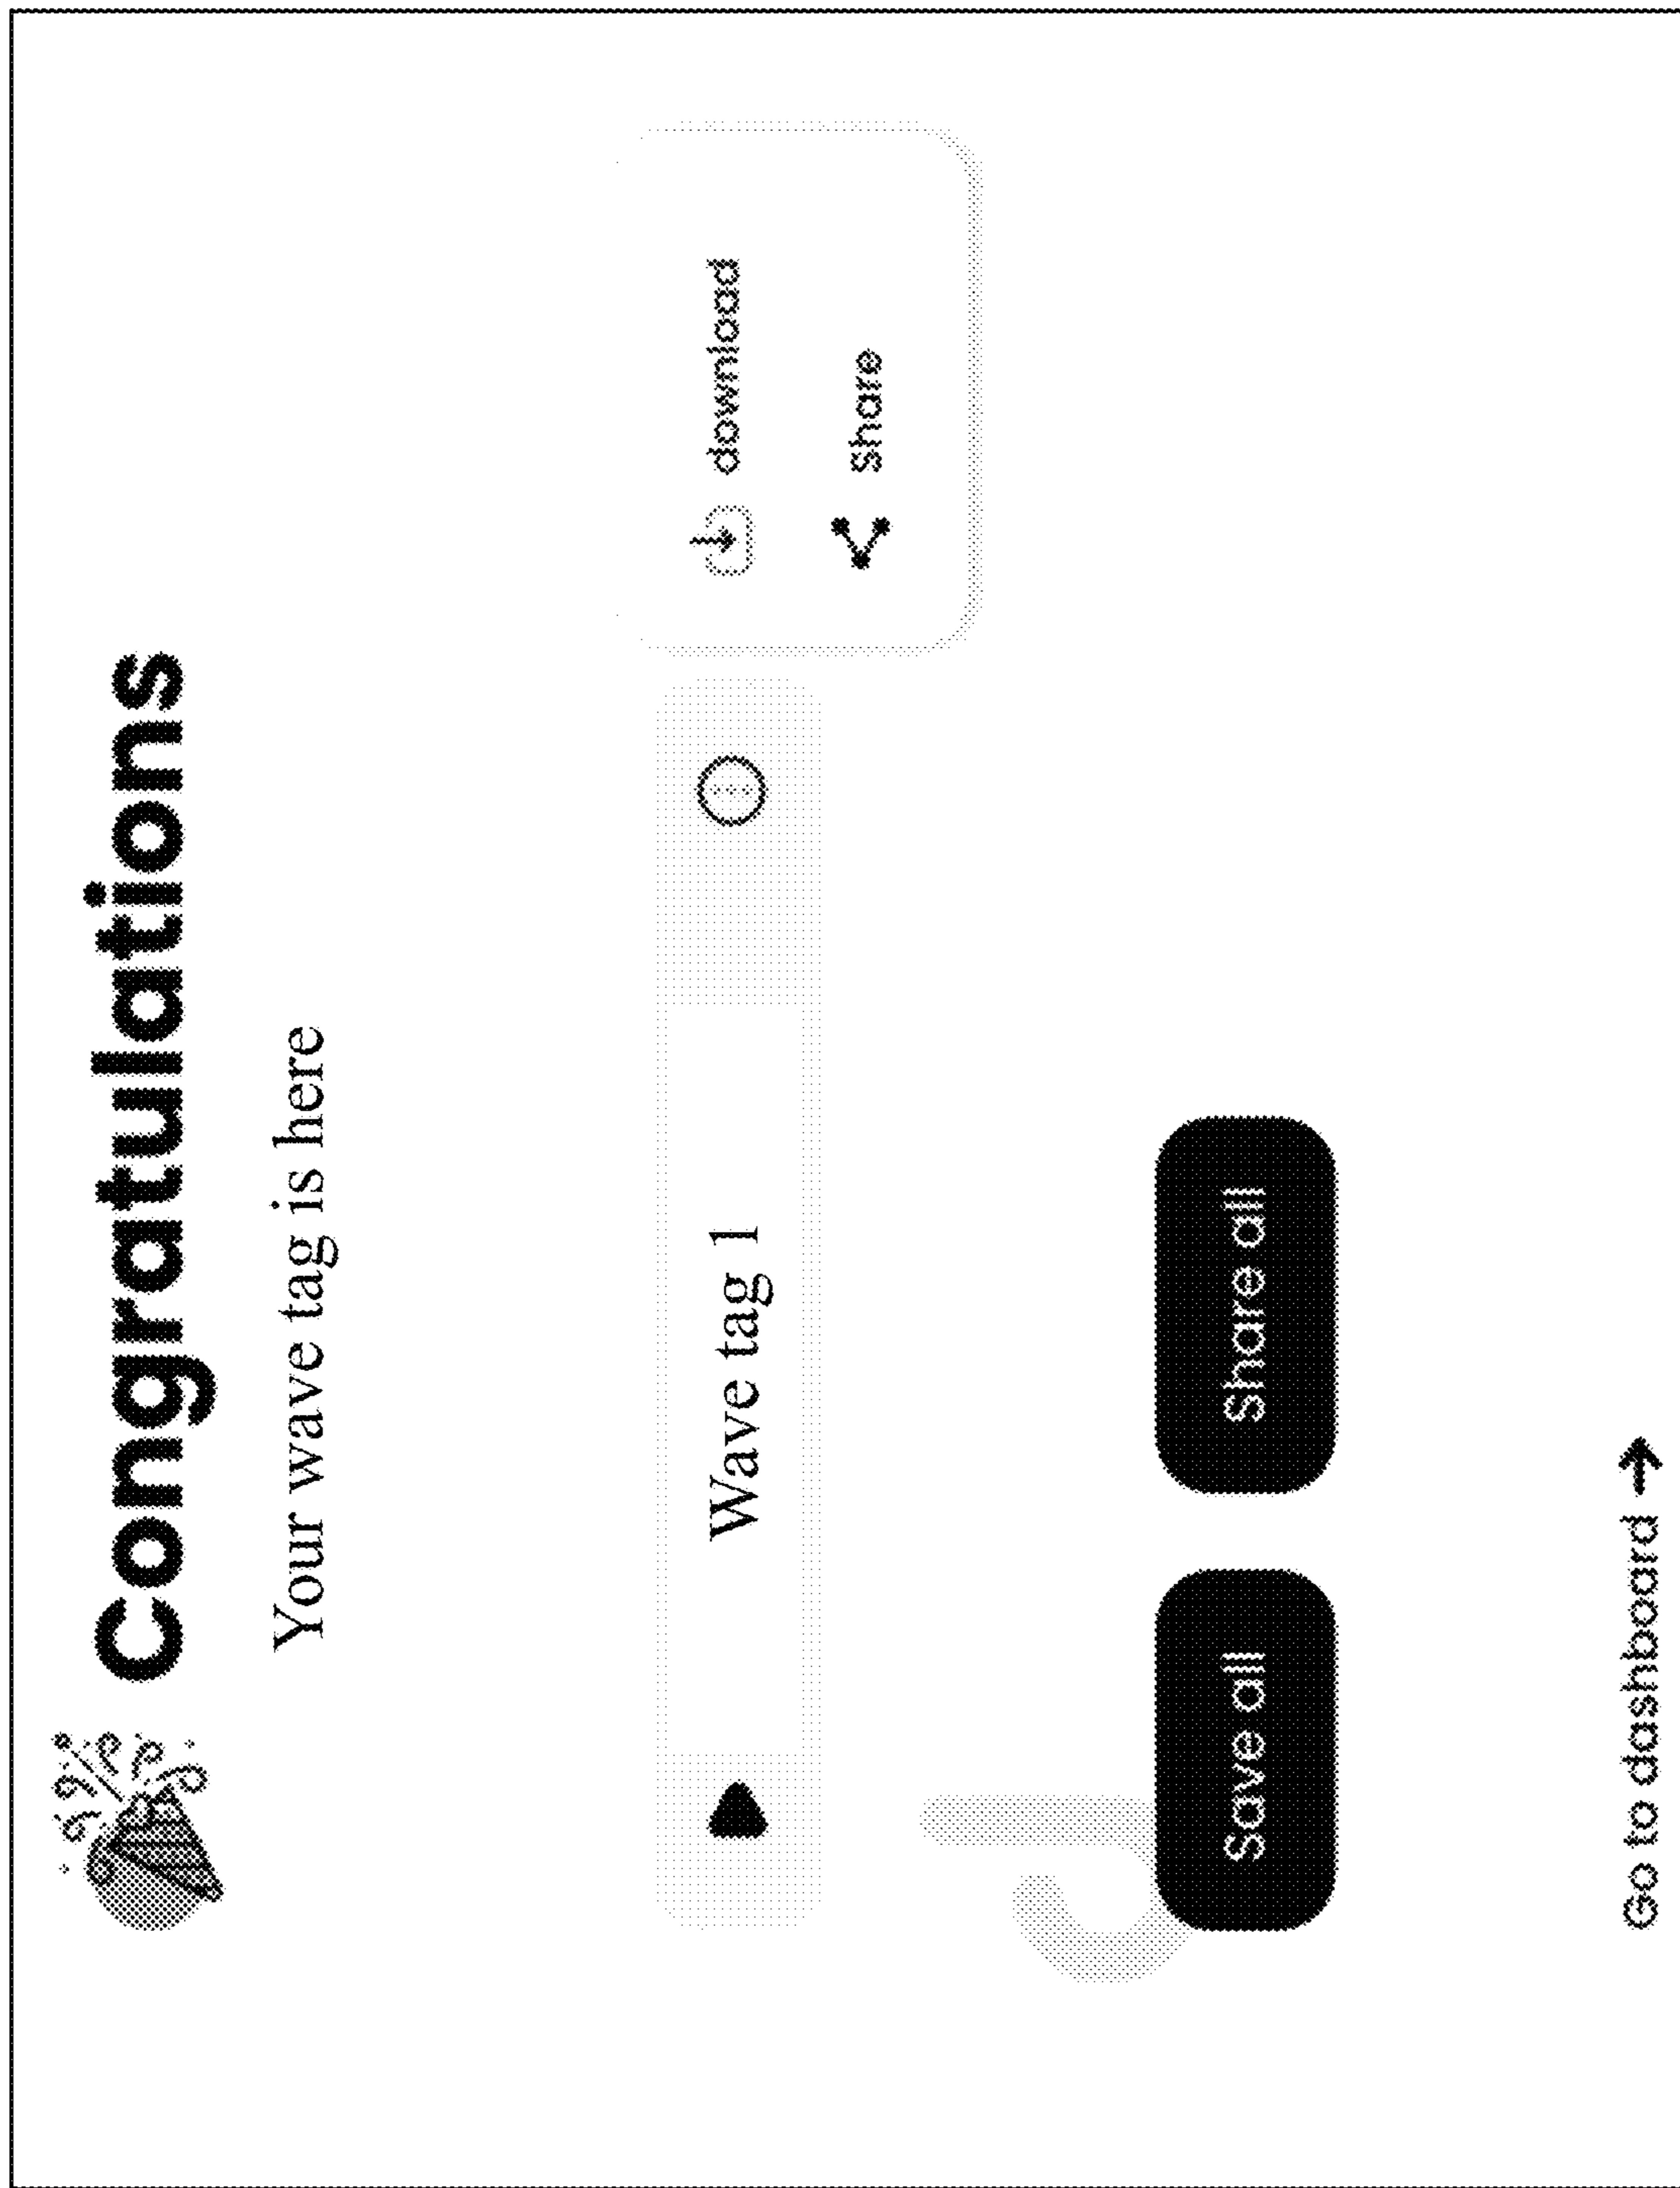 Congratulations
Your wave tag is here
Wave tag 1
download
share
Save all
Share all
Go to dashboard →